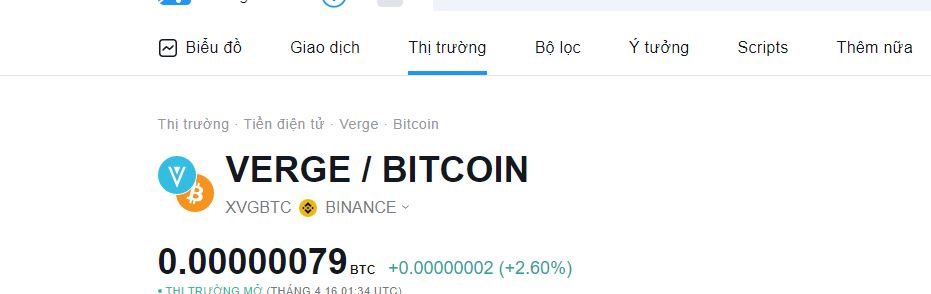 Biểu đồ Giao dịch Thị trường Bộ lọc Ý tưởng Scripts Thêm nữa
Thị trường · Tiền điện tử · Verge · Bitcoin
VERGE / BITCOIN
XVGBTC BINANCE
0.00000079 BTC +0.00000002 (+2.60%)
• THỊ TRƯỜNG MỞ (THÁNG 4 16 01:34 UTC)